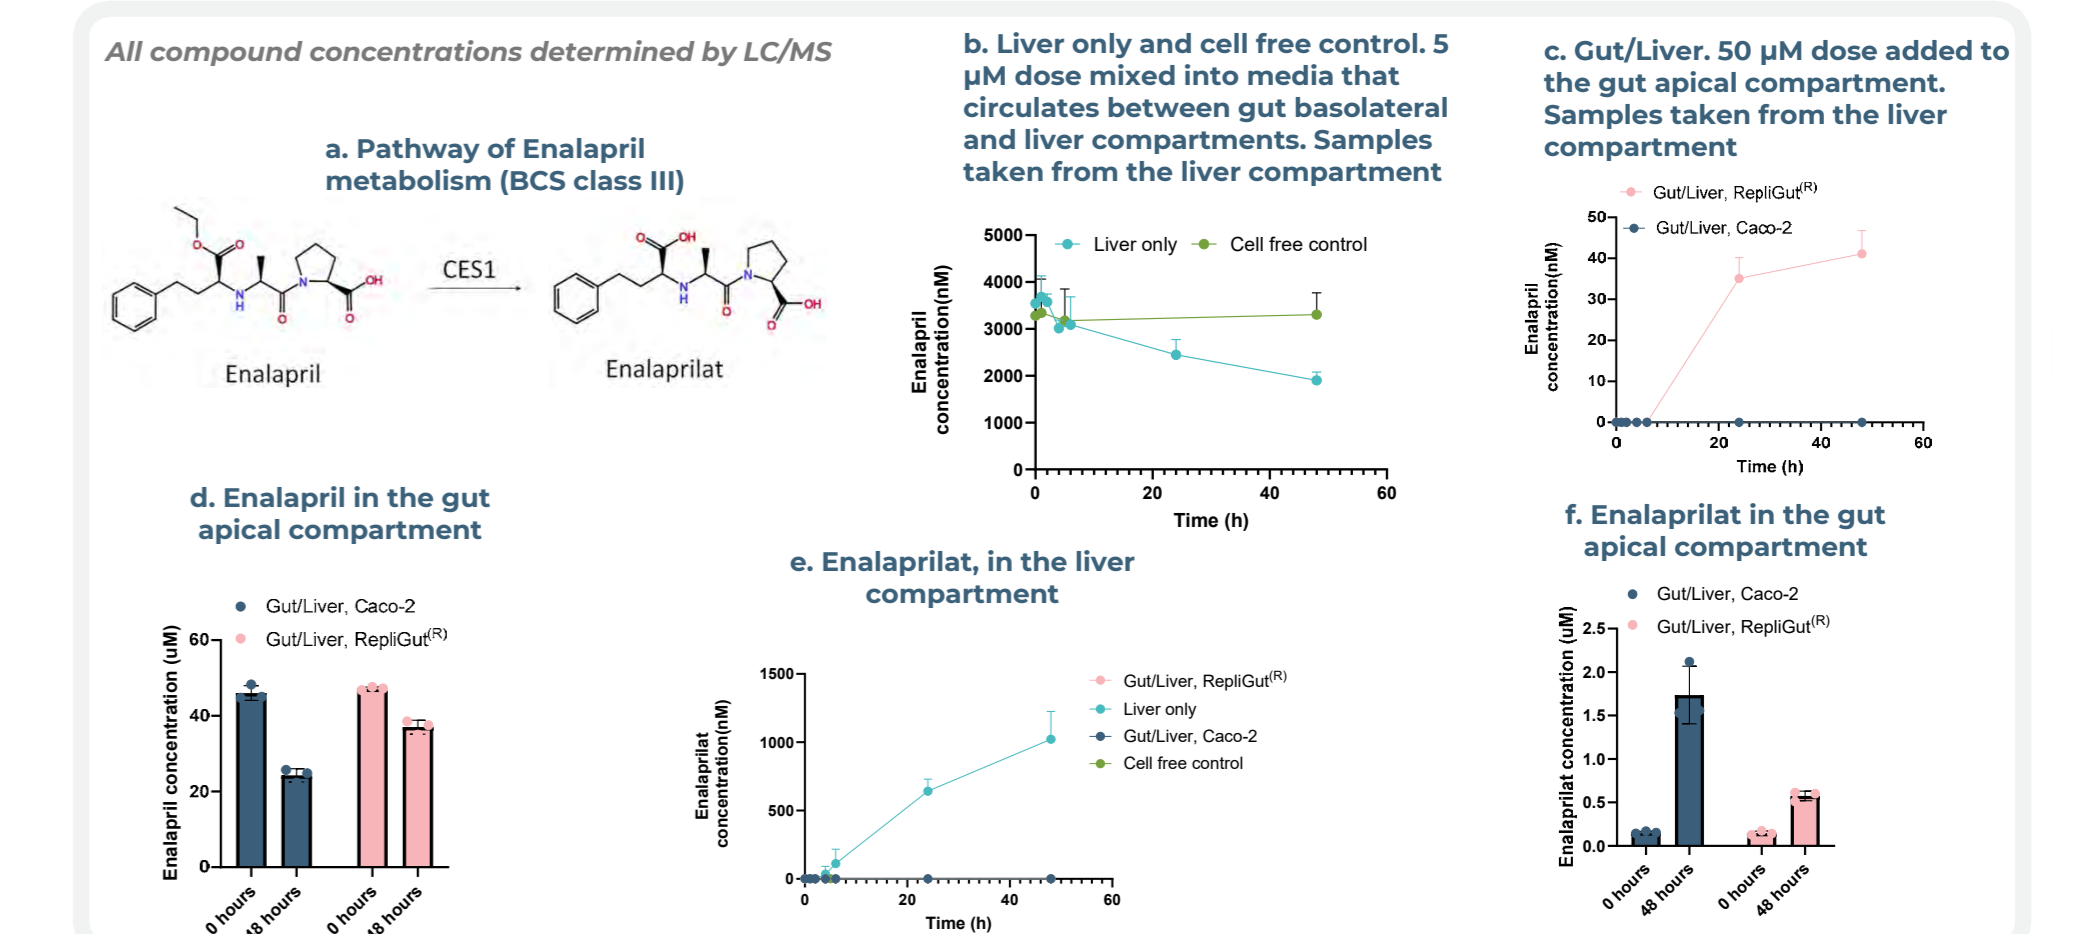 All compound concentrations determined by LC/MS
a. Pathway of Enalapril
metabolism (BCS class III)
O
O
N
H
O
N
OH
O
Enalapril
CES1
O
OH
N
H
O
N
OH
O
Enalaprilat
b. Liver only and cell free control. 5
µM dose mixed into media that
circulates between gut basolateral
and liver compartments. Samples
taken from the liver compartment
Liver only
Cell free control
Enalapril
concentration(nM)
5000
4000
3000
2000
1000
0
0 20 40 60
Time (h)
c. Gut/Liver. 50 µM dose added to
the gut apical compartment.
Samples taken from the liver
compartment
Gut/Liver, RepliGut(R)
Gut/Liver, Caco-2
Enalapril
concentration(nM)
50
40
30
20
10
0
0 20 40 60
Time (h)
d. Enalapril in the gut
apical compartment
Gut/Liver, Caco-2
Gut/Liver, RepliGut(R)
Enalapril concentration (uM)
60
40
20
0
0 hours
48 hours
0 hours
48 hours
e. Enalaprilat, in the liver
compartment
Enalaprilat
concentration(nM)
1500
1000
500
0
0 20 40 60
Time (h)
Gut/Liver, RepliGut(R)
Liver only
Gut/Liver, Caco-2
Cell free control
f. Enalaprilat in the gut
apical compartment
Gut/Liver, Caco-2
Gut/Liver, RepliGut(R)
Enalaprilat concentration (uM)
2.5
2.0
1.5
1.0
0.5
0.0
0 hours
48 hours
0 hours
48 hours